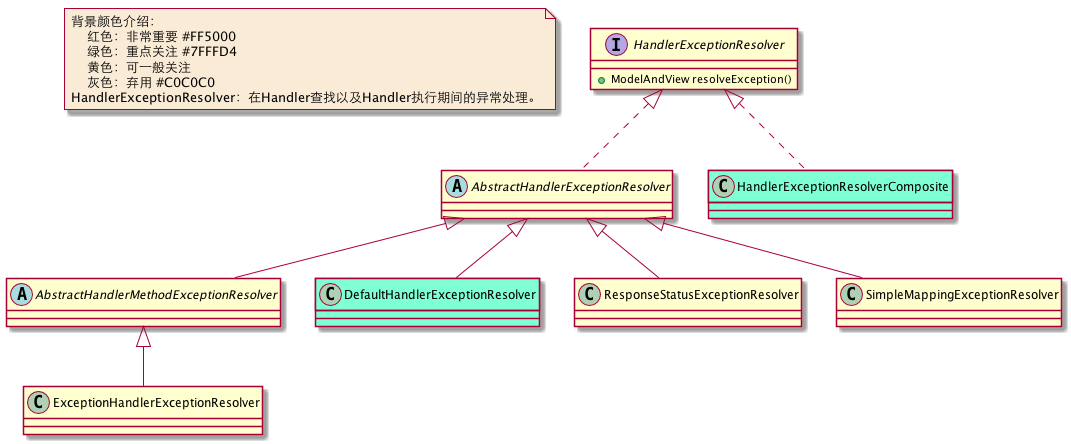 背景颜色介绍：
红色：非常重要 #FF5000
绿色：重点关注 #7FFFD4
黄色：可一般关注
灰色：弃用 #C0C0C0
HandlerExceptionResolver：在Handler查找以及Handler执行期间的异常处理。
I HandlerExceptionResolver
ModelAndView resolveException()
A AbstractHandlerExceptionResolver
C HandlerExceptionResolverComposite
A AbstractHandlerMethodExceptionResolver
C DefaultHandlerExceptionResolver
C ResponseStatusExceptionResolver
C SimpleMappingExceptionResolver
C ExceptionHandlerExceptionResolver